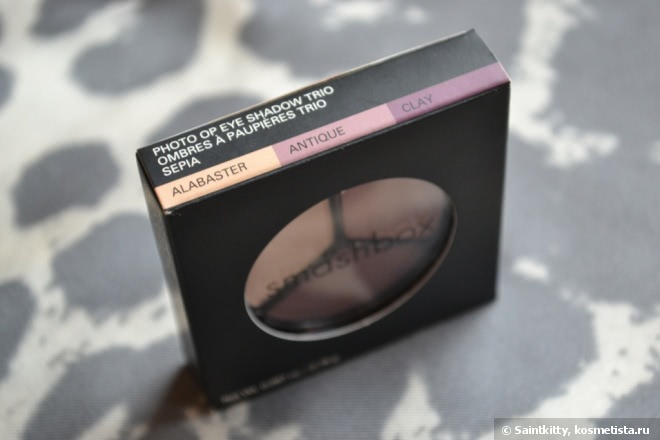 PHOTO OP EYE SHADOW TRIO
OMBRES À PAUPIÈRES TRIO
SEPIA
ALABASTER ANTIQUE CLAY
smashbox
© Saintkitty, kosmetista.ru